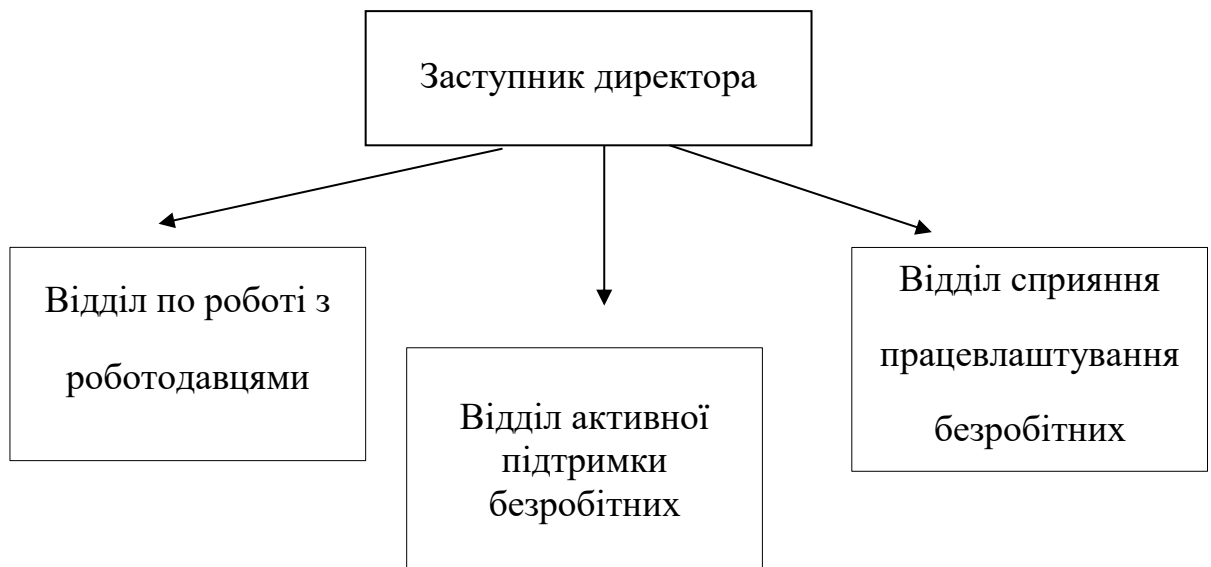 Заступник директора
Відділ по роботі з
роботодавцями
Відділ активної
підтримки
безробітних
Відділ сприяння
працевлаштування
безробітних